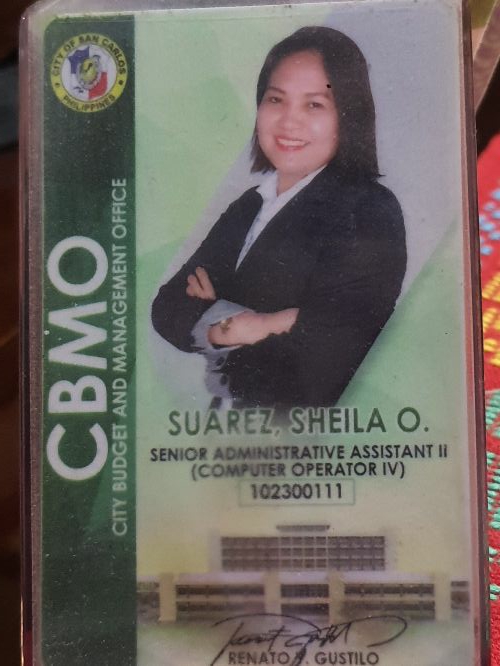 CITY OF SAN CARLOS
PHILIPPINES
CBMO
CITY BUDGET AND MANAGEMENT OFFICE
SUAREZ, SHEILA O.
SENIOR ADMINISTRATIVE ASSISTANT II
(COMPUTER OPERATOR IV)
102300111
RENATO Y. GUSTILO